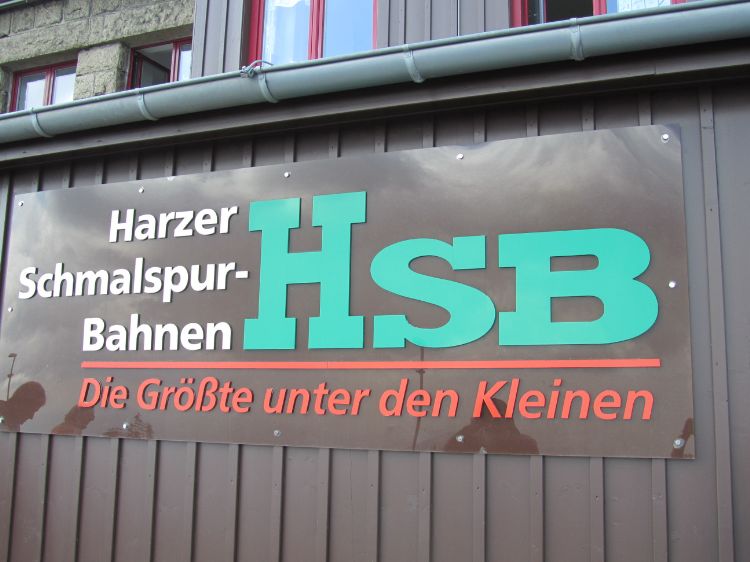 Harzer
Schmalspur-
Bahnen
HSB
Die Größte unter den Kleinen